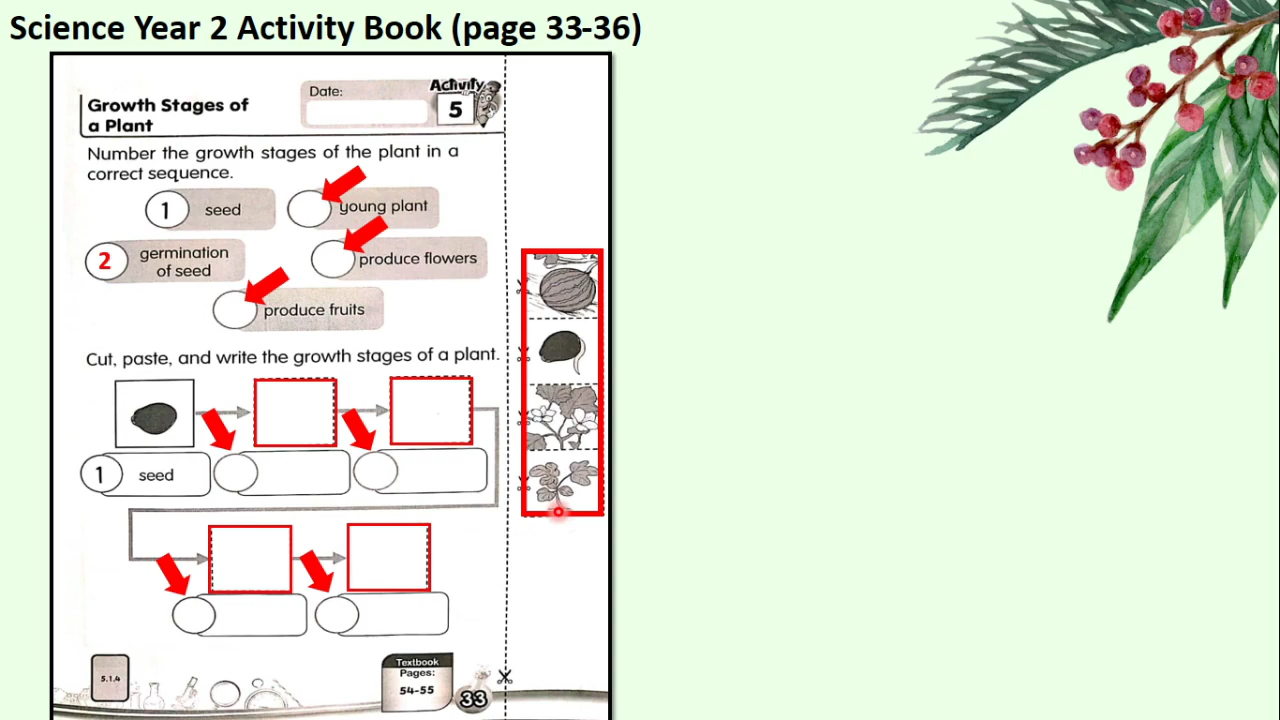 Science Year 2 Activity Book (page 33-36)
Growth Stages of
a Plant
Date:
Activity
5
Number the growth stages of the plant in a
correct sequence.
1 seed
young plant
2 germination
of seed
produce flowers
produce fruits
Cut, paste, and write the growth stages of a plant.
1 seed
5.1.4
Textbook
Pages:
54-55
33